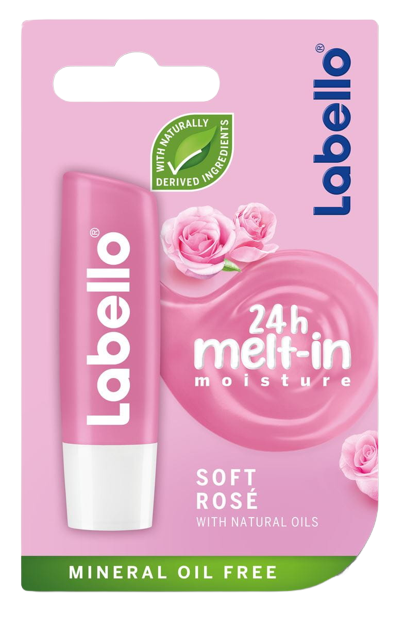 Labello®
WITH NATURALLY
DERIVED INGREDIENTS
Labello®
24h
melt-in
moisture
SOFT
ROSÉ
WITH NATURAL OILS
MINERAL OIL FREE